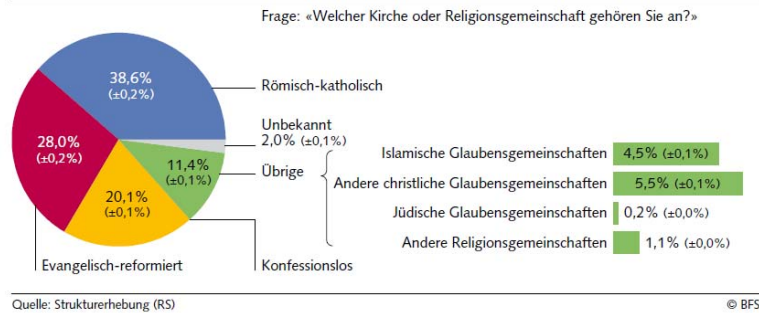 Frage: «Welcher Kirche oder Religionsgemeinschaft gehören Sie an?»
38,6%
(±0,2%)
Römisch-katholisch
28,0%
(±0,2%)
Unbekannt
2,0% (±0,1%)
11,4%
(±0,1%)
Übrige
20,1%
(±0,1%)
Evangelisch-reformiert
Konfessionslos
Islamische Glaubensgemeinschaften 4,5% (±0,1%)
Andere christliche Glaubensgemeinschaften 5,5% (±0,1%)
Jüdische Glaubensgemeinschaften 0,2% (±0,0%)
Andere Religionsgemeinschaften 1,1% (±0,0%)
Quelle: Strukturerhebung (RS)
© BFS